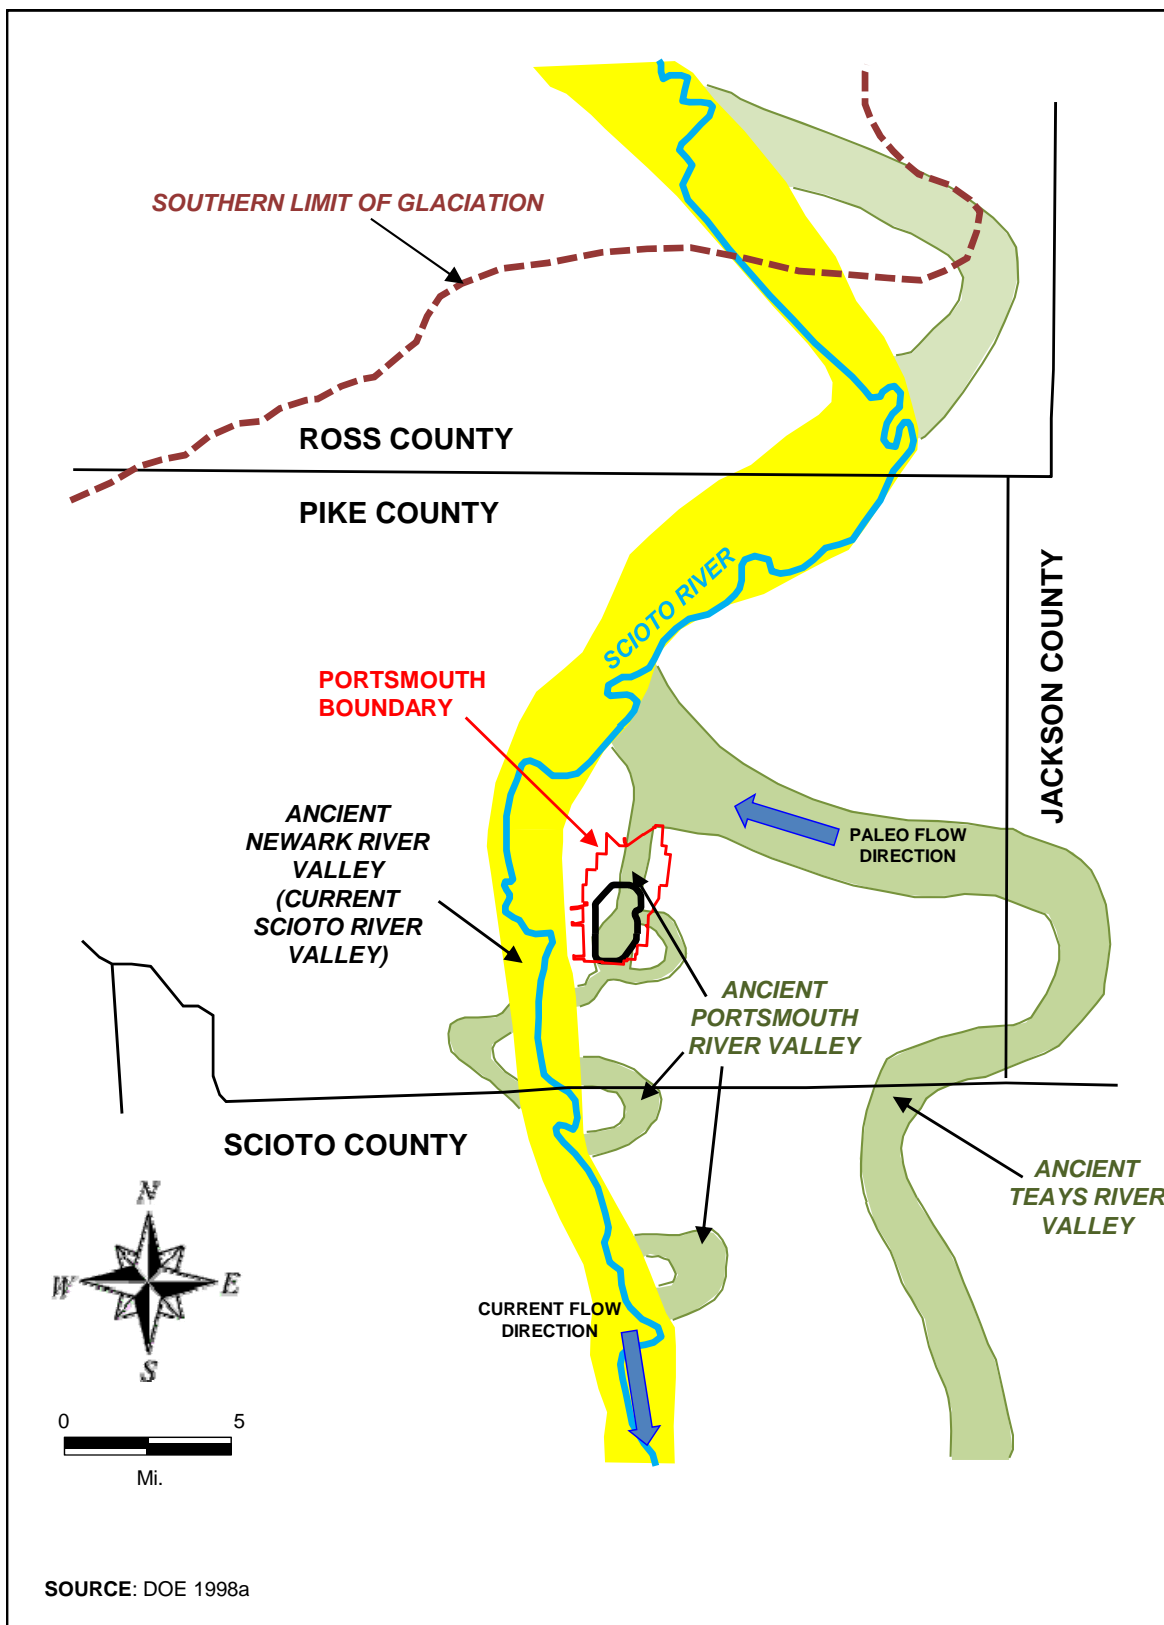 SOUTHERN LIMIT OF GLACIATION
ROSS COUNTY
PIKE COUNTY
SCIOTO RIVER
JACKSON COUNTY
PORTSMOUTH
BOUNDARY
ANCIENT
NEWARK RIVER
VALLEY
(CURRENT
SCIOTO RIVER
VALLEY)
PALEO FLOW
DIRECTION
ANCIENT
PORTSMOUTH
RIVER VALLEY
SCIOTO COUNTY
ANCIENT
TEAYS RIVER
VALLEY
N
W
E
S
CURRENT FLOW
DIRECTION
0 5
Mi.
SOURCE: DOE 1998a